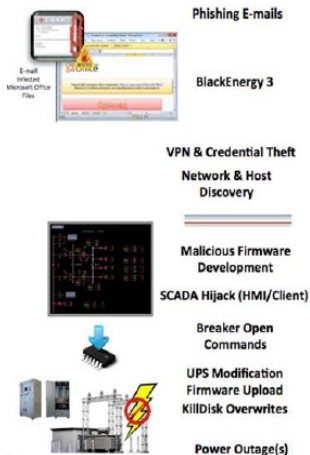 Phishing E-mails
E-mail
Infected
Microsoft Office
Files
Office
BlackEnergy 3
VPN & Credential Theft
Network & Host
Discovery
Malicious Firmware
Development
SCADA Hijack (HMI/Client)
Breaker Open
Commands
UPS Modification
Firmware Upload
KillDisk Overwrites
Power Outage(s)